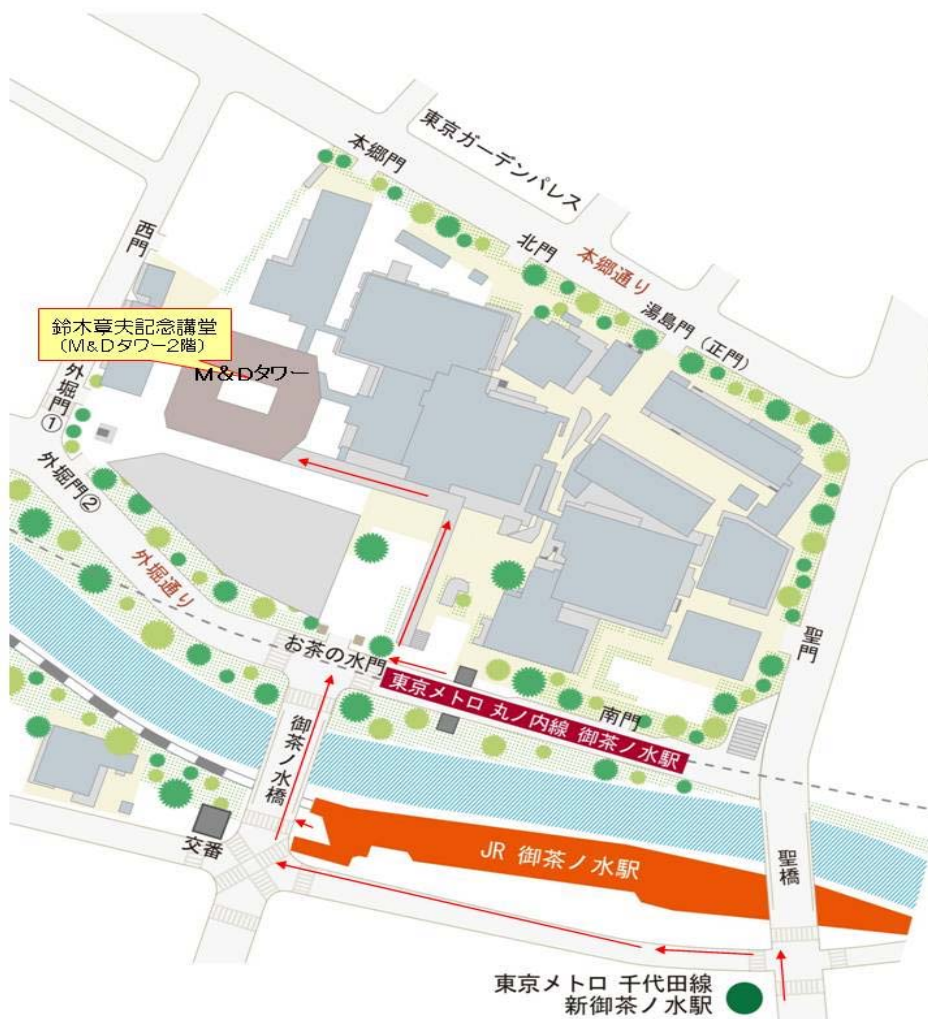 東京ガーデンパレス
本郷門
西門
北門
本郷通り
湯島門(正門)
鈴木章夫記念講堂
(M&Dタワー2階)
M&Dタワー
外堀門①
外堀門②
外堀通り
聖門
お茶の水門
東京メトロ 丸ノ内線 御茶ノ水駅
南門
御茶ノ水橋
交番
JR 御茶ノ水駅
聖橋
東京メトロ 千代田線
新御茶ノ水駅